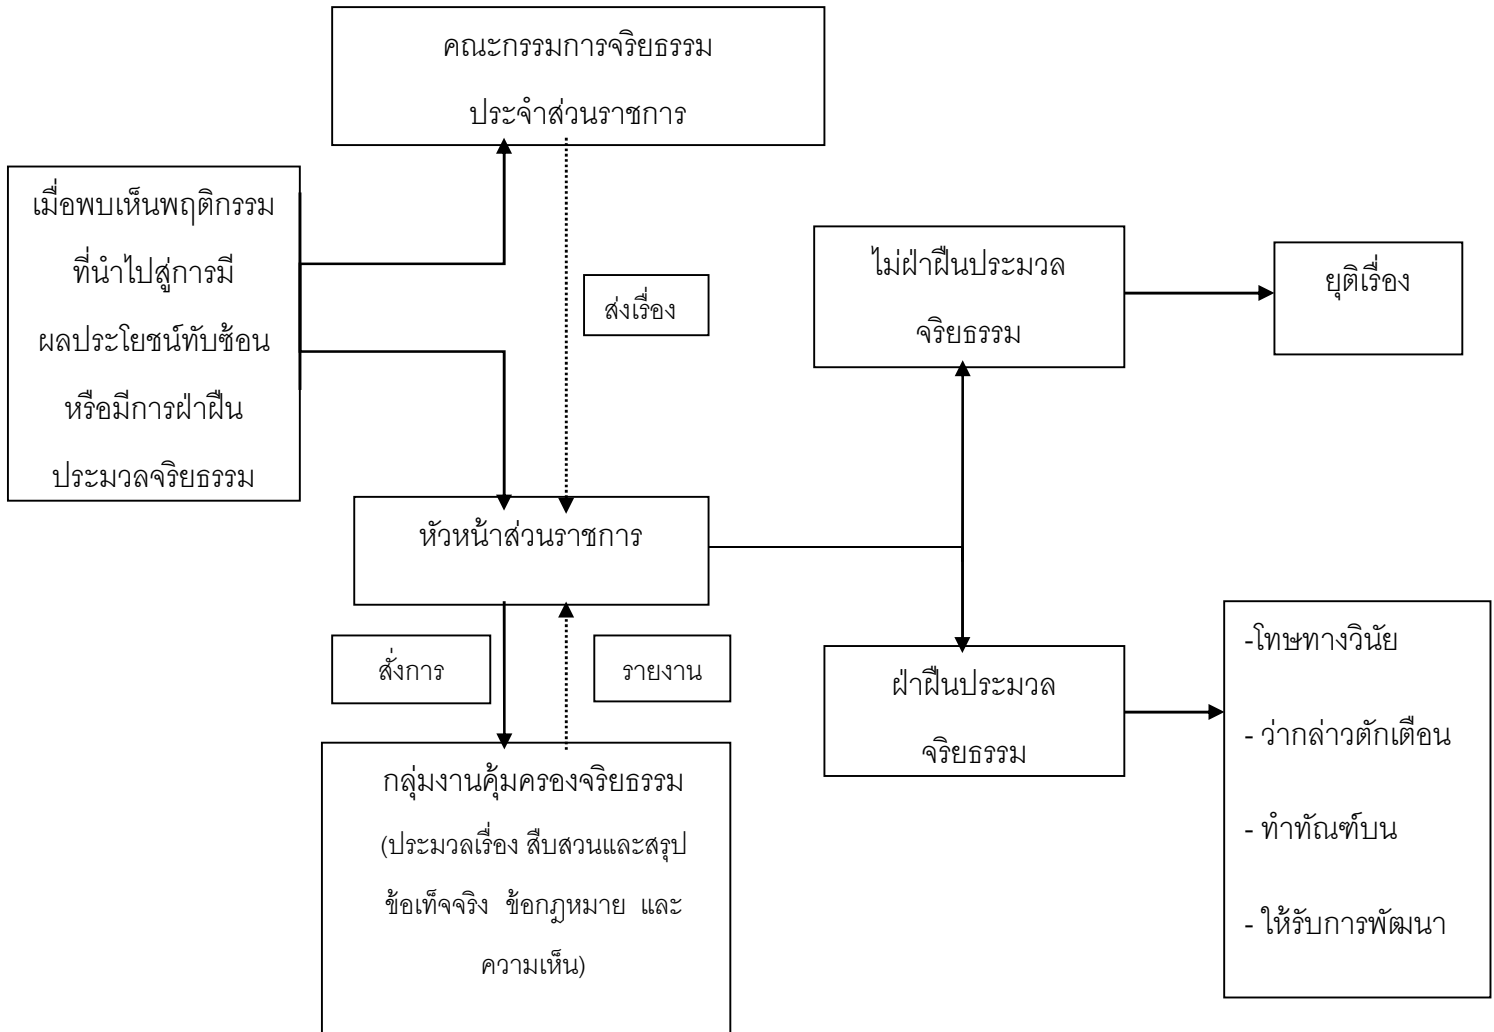 คณะกรรมการจริยธรรม
ประจำส่วนราชการ
เมื่อพบเห็นพฤติกรรม
ที่นำไปสู่การมี
ผลประโยชน์ทับซ้อน
หรือมีการฝ่าฝืน
ประมวลจริยธรรม
ส่งเรื่อง
ไม่ฝ่าฝืนประมวล
จริยธรรม
ยุติเรื่อง
หัวหน้าส่วนราชการ
สั่งการ
รายงาน
ฝ่าฝืนประมวล
จริยธรรม
-โทษทางวินัย
- ว่ากล่าวตักเตือน
- ทำทัณฑ์บน
- ให้รับการพัฒนา
กลุ่มงานคุ้มครองจริยธรรม
(ประมวลเรื่อง สืบสวนและสรุป
ข้อเท็จจริง ข้อกฎหมาย และ
ความเห็น)